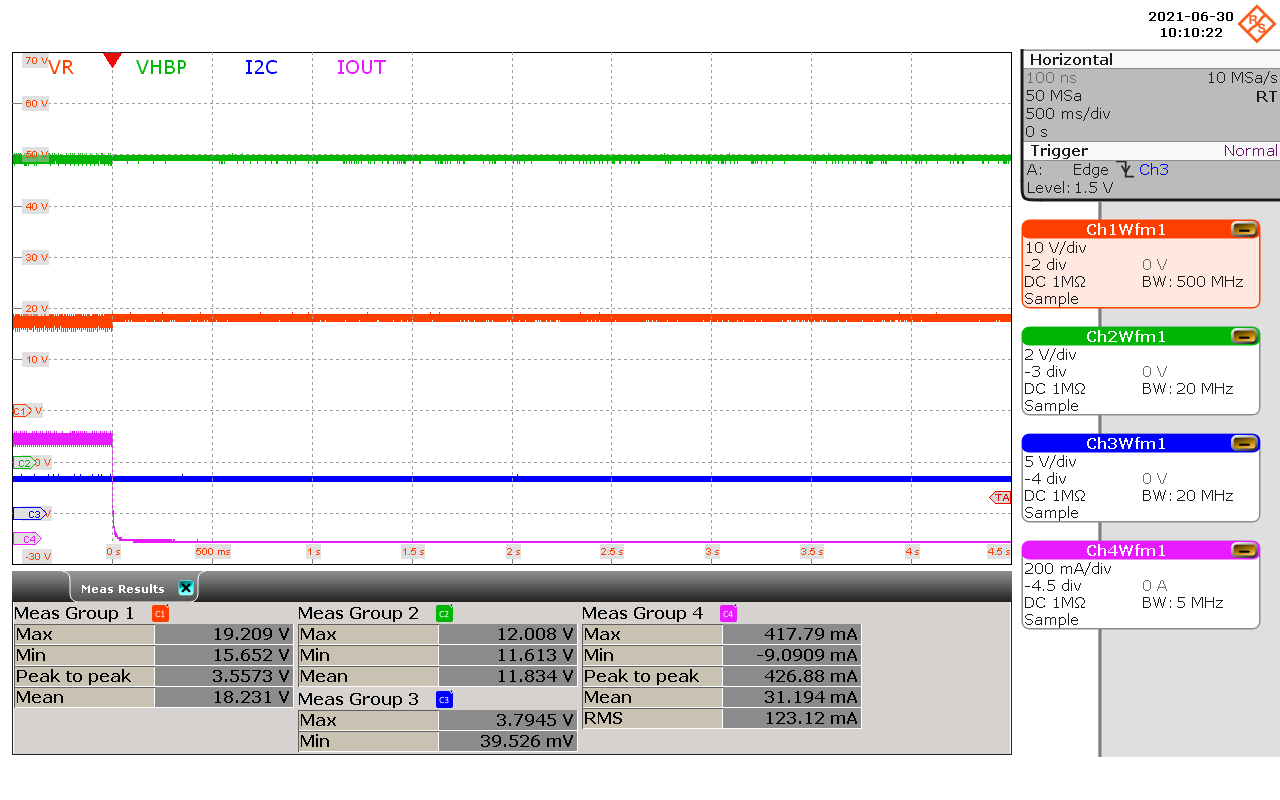 2021-06-30
10:10:22
R&S
70 V
VR
VHBP
I2C
IOUT
60 V
50 V
40 V
30 V
20 V
10 V
C1 V
C2 0 V
C3 V
C4
TA
-30 V
0 s
500 ms
1 s
1.5 s
2 s
2.5 s
3 s
3.5 s
4 s
4.5 s
Horizontal
100 ns 10 MSa/s
50 MSa RT
500 ms/div
0 s
Trigger Normal
A: Edge Ch3
Level: 1.5 V
Ch1Wfm1
10 V/div
-2 div 0 V
DC 1MΩ BW: 500 MHz
Sample
Ch2Wfm1
2 V/div
-3 div 0 V
DC 1MΩ BW: 20 MHz
Sample
Ch3Wfm1
5 V/div
-4 div 0 V
DC 1MΩ BW: 20 MHz
Sample
Ch4Wfm1
200 mA/div
-4.5 div 0 A
DC 1MΩ BW: 5 MHz
Sample
Meas Results
Meas Group 1 C1
Max 19.209 V
Min 15.652 V
Peak to peak 3.5573 V
Mean 18.231 V
Meas Group 2 C2
Max 12.008 V
Min 11.613 V
Mean 11.834 V
Meas Group 3 C3
Max 3.7945 V
Min 39.526 mV
Meas Group 4 C4
Max 417.79 mA
Min -9.0909 mA
Peak to peak 426.88 mA
Mean 31.194 mA
RMS 123.12 mA